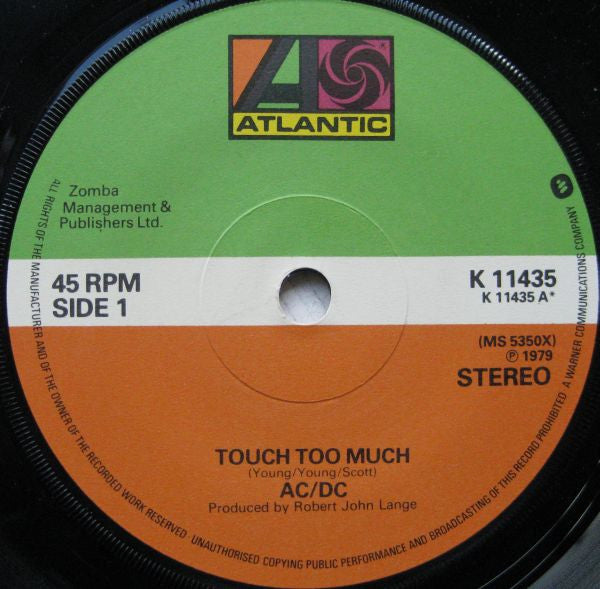 ATLANTIC
Zomba
Management &
Publishers Ltd.
45 RPM
SIDE 1
K 11435
K 11435 A*
(MS 5350X)
℗ 1979
STEREO
TOUCH TOO MUCH
(Young/Young/Scott)
AC/DC
Produced by Robert John Lange
ALL RIGHTS OF THE MANUFACTURER AND OF THE OWNER OF THE RECORDED WORK RESERVED · UNAUTHORISED COPYING PUBLIC PERFORMANCE AND BROADCASTING OF THIS RECORD PROHIBITED A WARNER COMMUNICATIONS COMPANY